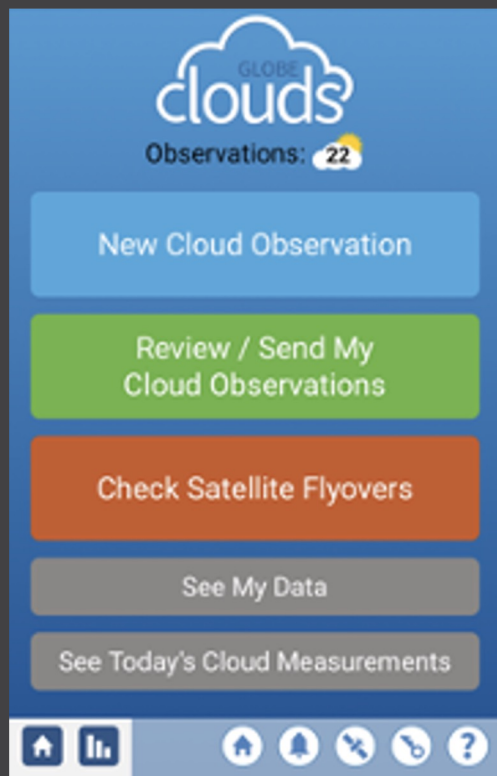 GLOBE
clouds
Observations: 22
New Cloud Observation
Review / Send My
Cloud Observations
Check Satellite Flyovers
See My Data
See Today's Cloud Measurements
?